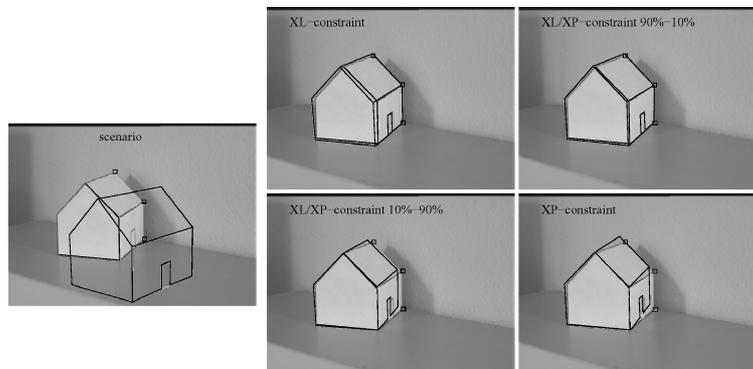 XL−constraint
XL/XP−constraint 90%−10%
scenario
XL/XP−constraint 10%−90%
XP−constraint